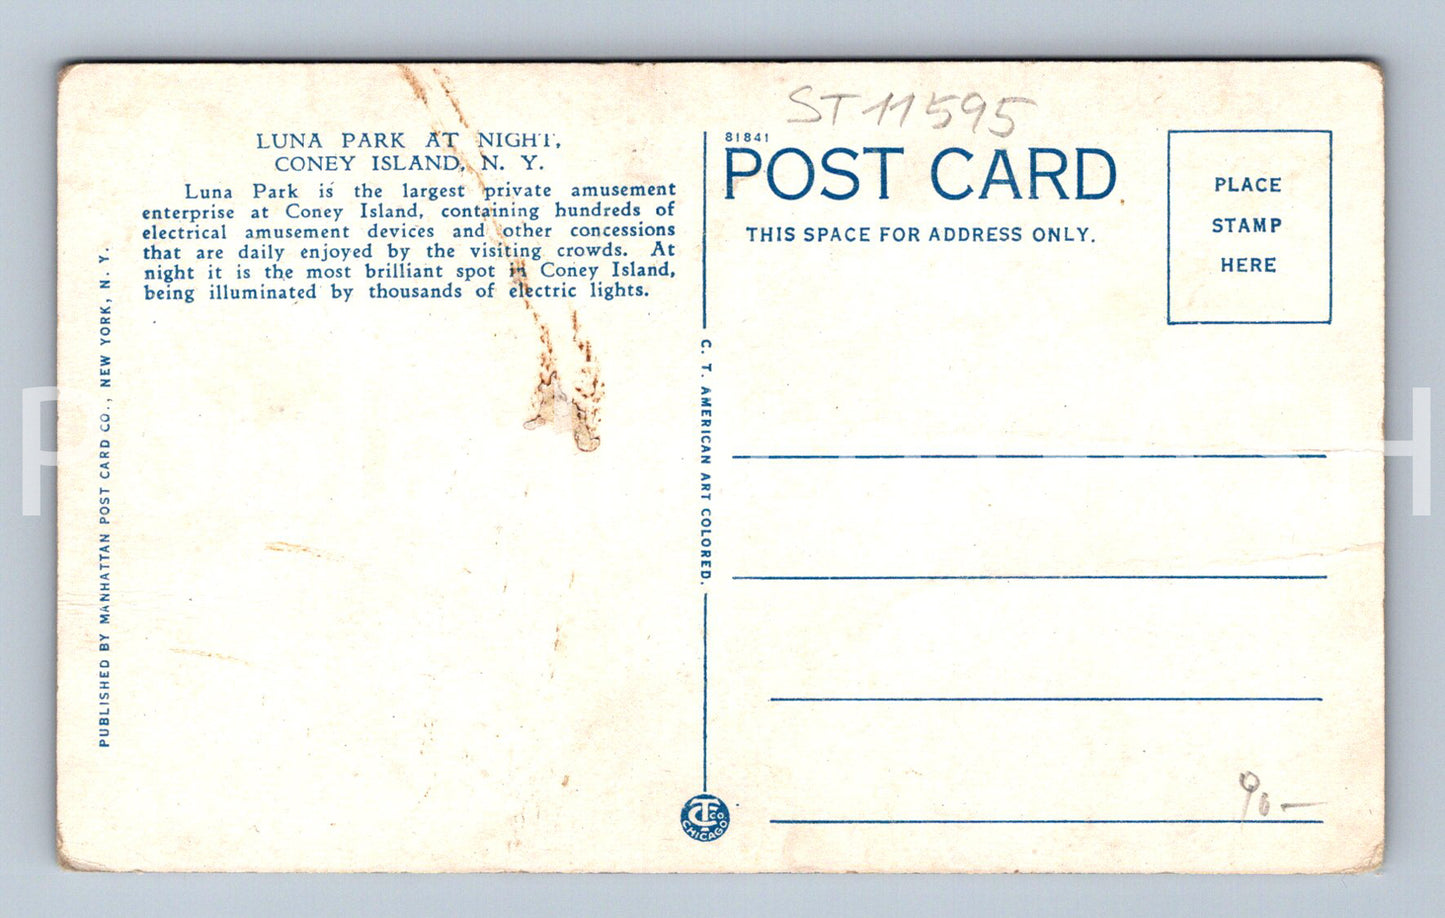 LUNA PARK AT NIGHT,
CONEY ISLAND, N. Y.
Luna Park is the largest private amusement
enterprise at Coney Island, containing hundreds of
electrical amusement devices and other concessions
that are daily enjoyed by the visiting crowds. At
night it is the most brilliant spot in Coney Island,
being illuminated by thousands of electric lights.
PUBLISHED BY MANHATTAN POST CARD CO., NEW YORK, N. Y.
C. T. AMERICAN ART COLORED.
CT CO. CHICAGO
ST11595
81841
POST CARD
THIS SPACE FOR ADDRESS ONLY.
PLACE
STAMP
HERE
90-